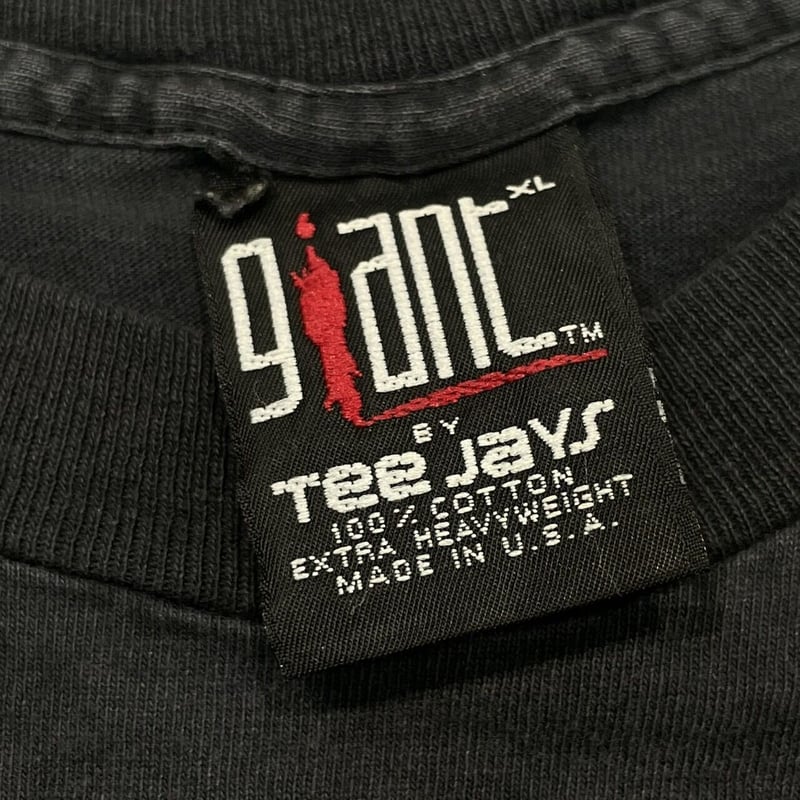 giant XL
TM
BY
Tee Jays
100% COTTON
EXTRA HEAVYWEIGHT
MADE IN U.S.A.